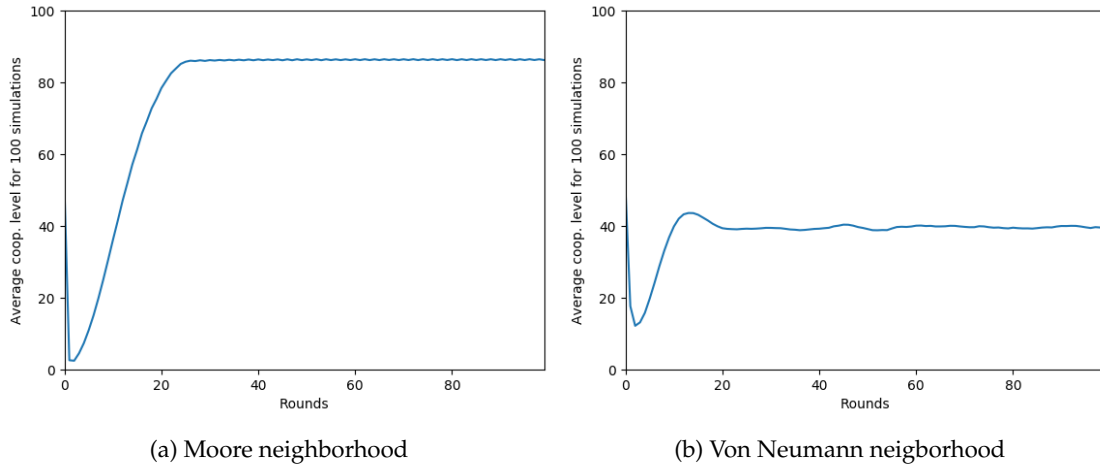 100
80
60
40
20
0
Average coop. level for 100 simulations
0 20 40 60 80
Rounds
(a) Moore neighborhood
100
80
60
40
20
0
Average coop. level for 100 simulations
0 20 40 60 80
Rounds
(b) Von Neumann neigborhood